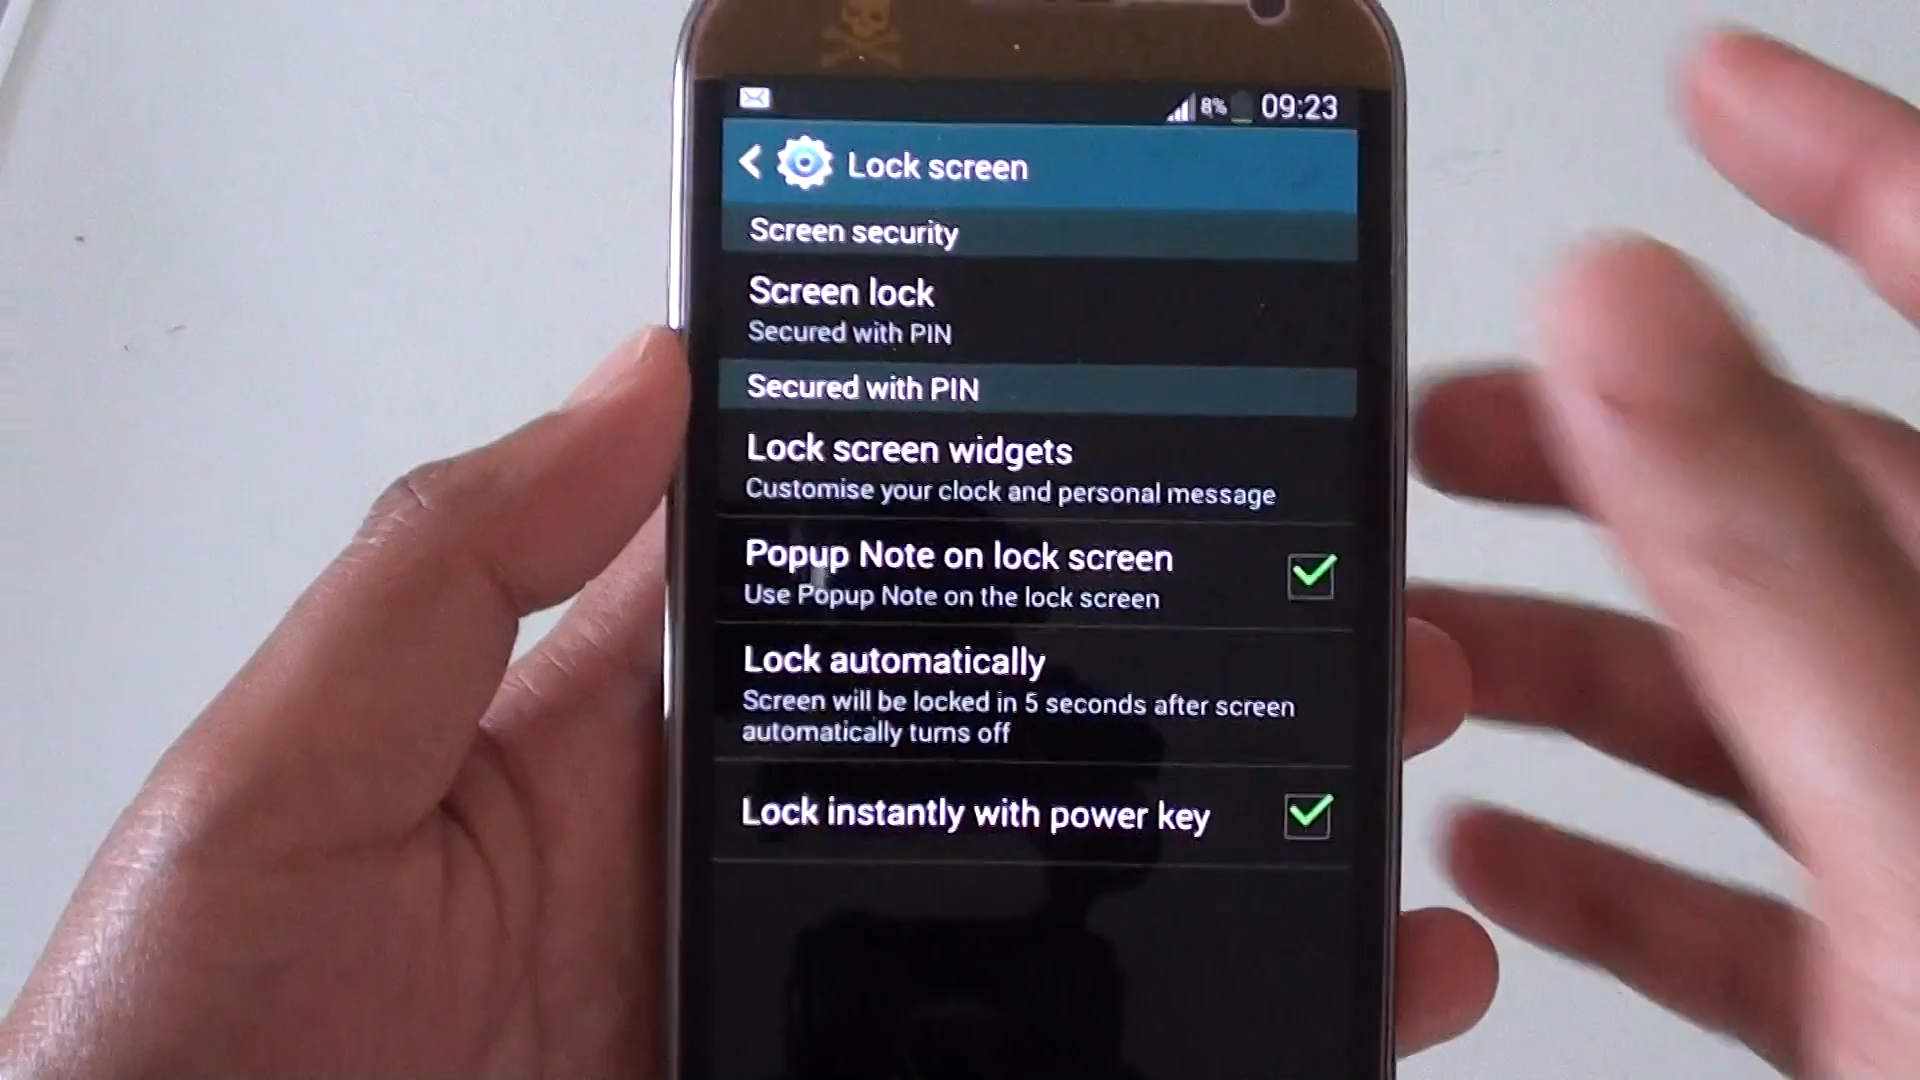 8% 09:23
Lock screen
Screen security
Screen lock
Secured with PIN
Secured with PIN
Lock screen widgets
Customise your clock and personal message
Popup Note on lock screen
Use Popup Note on the lock screen
Lock automatically
Screen will be locked in 5 seconds after screen
automatically turns off
Lock instantly with power key